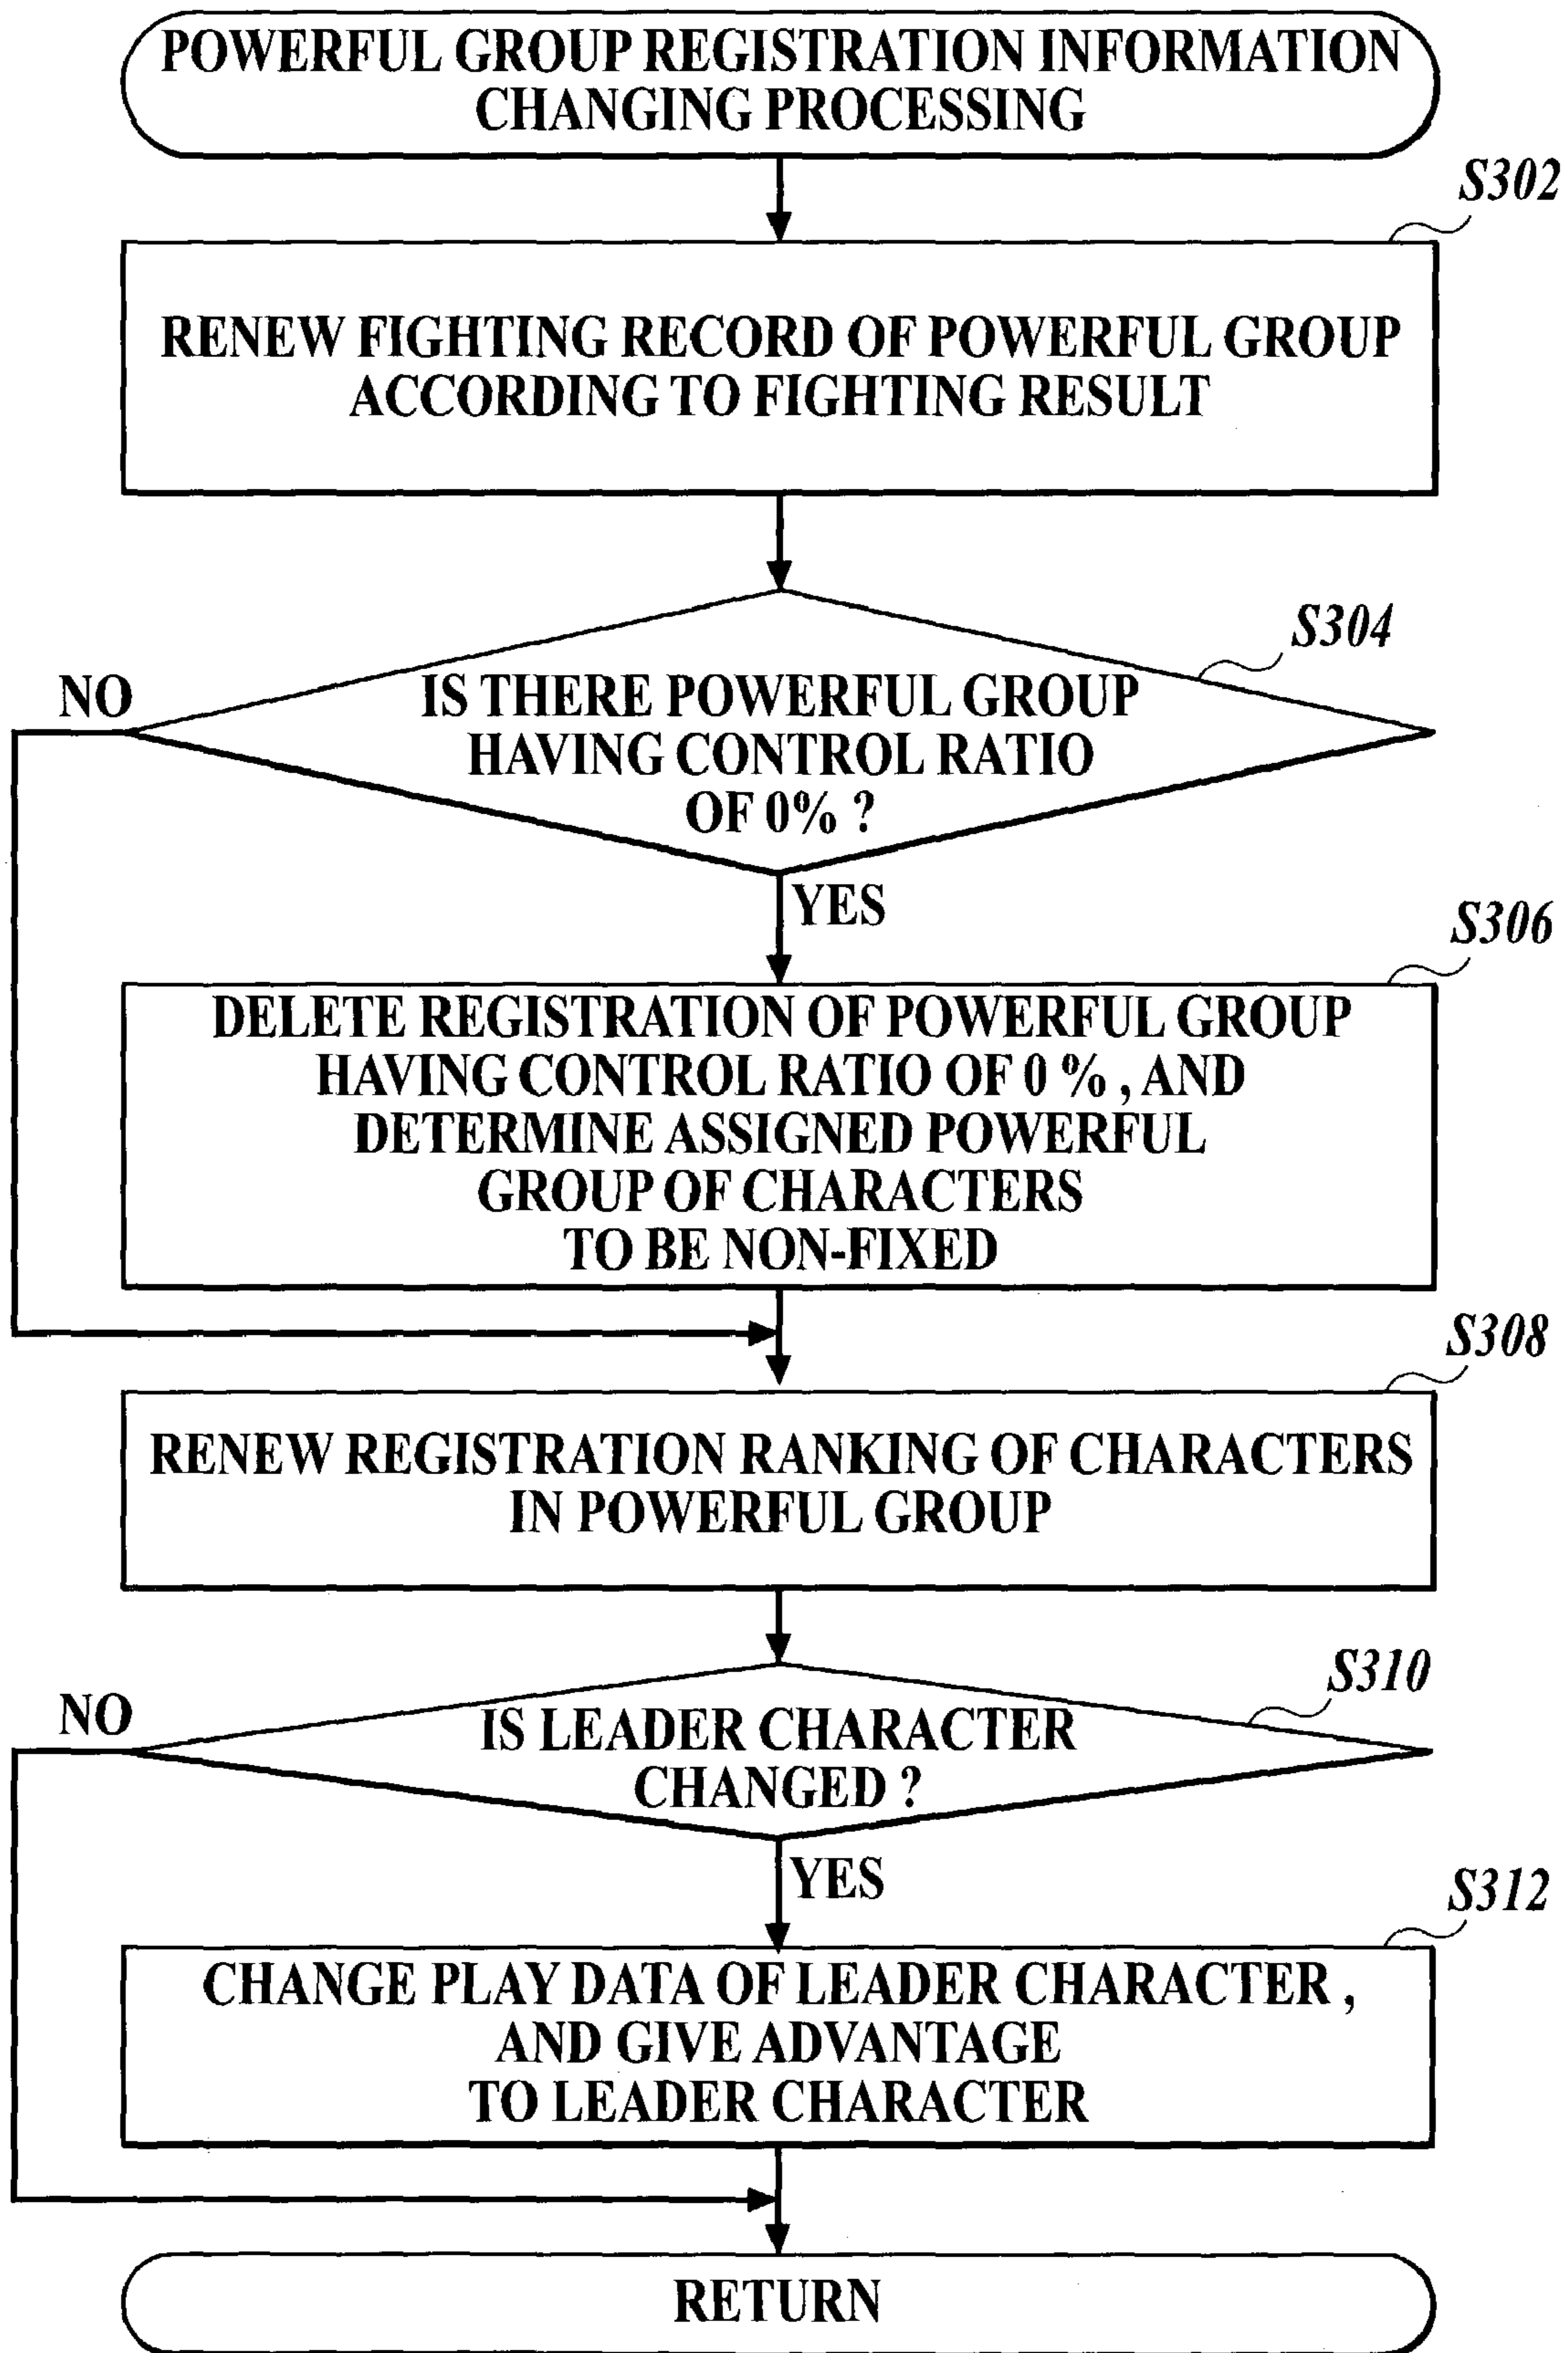 POWERFUL GROUP REGISTRATION INFORMATION
CHANGING PROCESSING
S302
RENEW FIGHTING RECORD OF POWERFUL GROUP
ACCORDING TO FIGHTING RESULT
S304
NO
IS THERE POWERFUL GROUP
HAVING CONTROL RATIO
OF 0% ?
YES
S306
DELETE REGISTRATION OF POWERFUL GROUP
HAVING CONTROL RATIO OF 0 % , AND
DETERMINE ASSIGNED POWERFUL
GROUP OF CHARACTERS
TO BE NON-FIXED
S308
RENEW REGISTRATION RANKING OF CHARACTERS
IN POWERFUL GROUP
S310
NO
IS LEADER CHARACTER
CHANGED ?
YES
S312
CHANGE PLAY DATA OF LEADER CHARACTER ,
AND GIVE ADVANTAGE
TO LEADER CHARACTER
RETURN